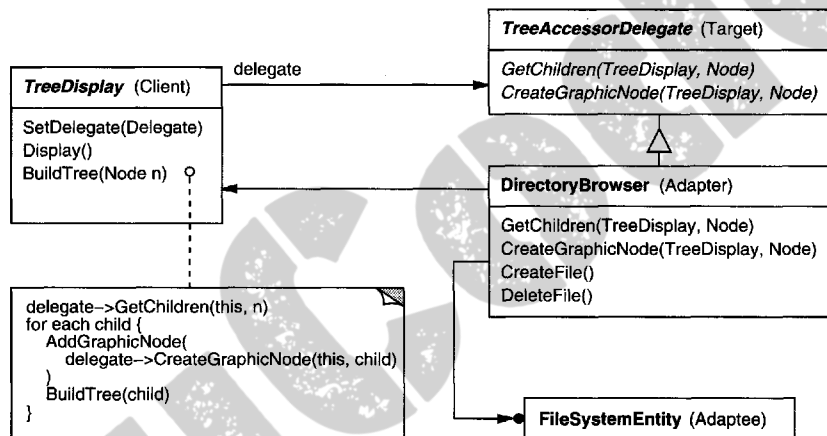 TreeAccessorDelegate (Target)
GetChildren(TreeDisplay, Node)
CreateGraphicNode(TreeDisplay, Node)
delegate
TreeDisplay (Client)
SetDelegate(Delegate)
Display()
BuildTree(Node n)
DirectoryBrowser (Adapter)
GetChildren(TreeDisplay, Node)
CreateGraphicNode(TreeDisplay, Node)
CreateFile()
DeleteFile()
delegate–>GetChildren(this, n)
for each child {
AddGraphicNode(
delegate–>CreateGraphicNode(this, child)
)
BuildTree(child)
}
FileSystemEntity (Adaptee)